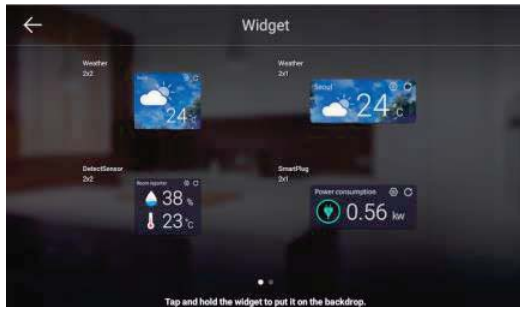 Widget
Weather
2x2
24
Weather
2x1
Seoul
24 c
DetectSensor
2x2
Room reporter
38 %
23 °c
SmartPlug
2x1
Power consumption
0.56 kw
Tap and hold the widget to put it on the backdrop.